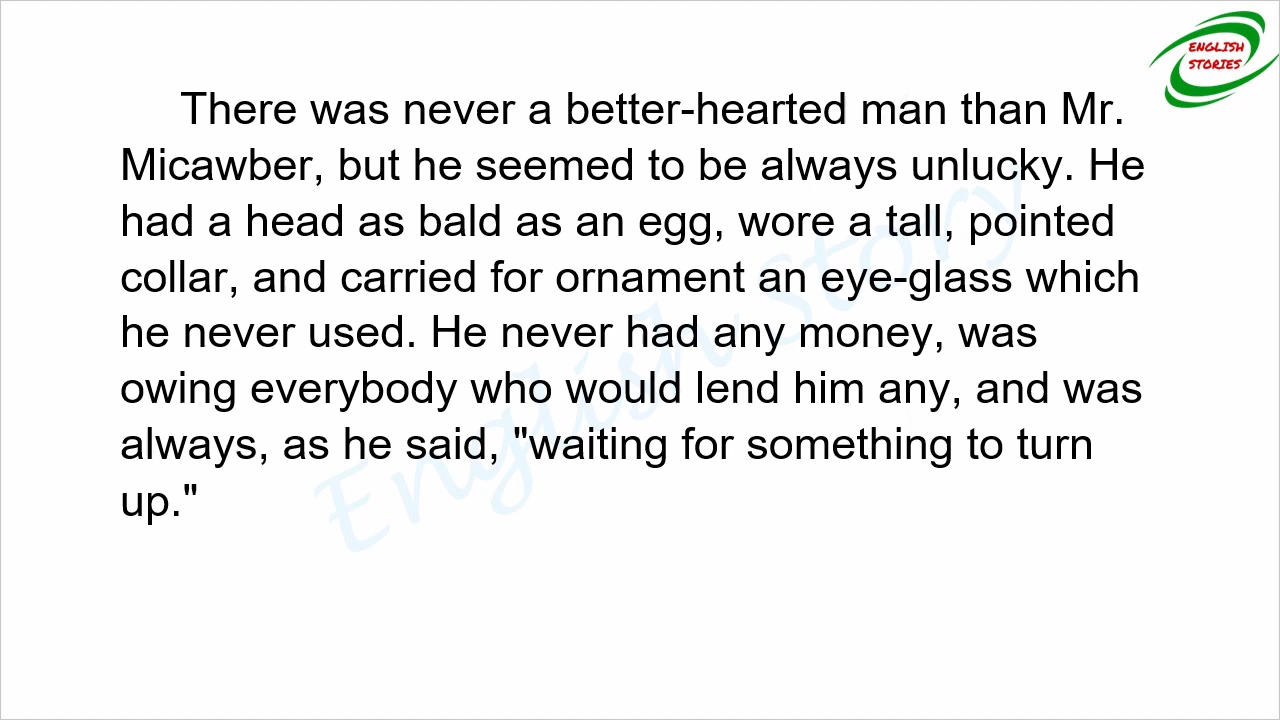 ENGLISH
STORIES
There was never a better-hearted man than Mr.
Micawber, but he seemed to be always unlucky. He
had a head as bald as an egg, wore a tall, pointed
collar, and carried for ornament an eye-glass which
he never used. He never had any money, was
owing everybody who would lend him any, and was
always, as he said, "waiting for something to turn
up."
English Story